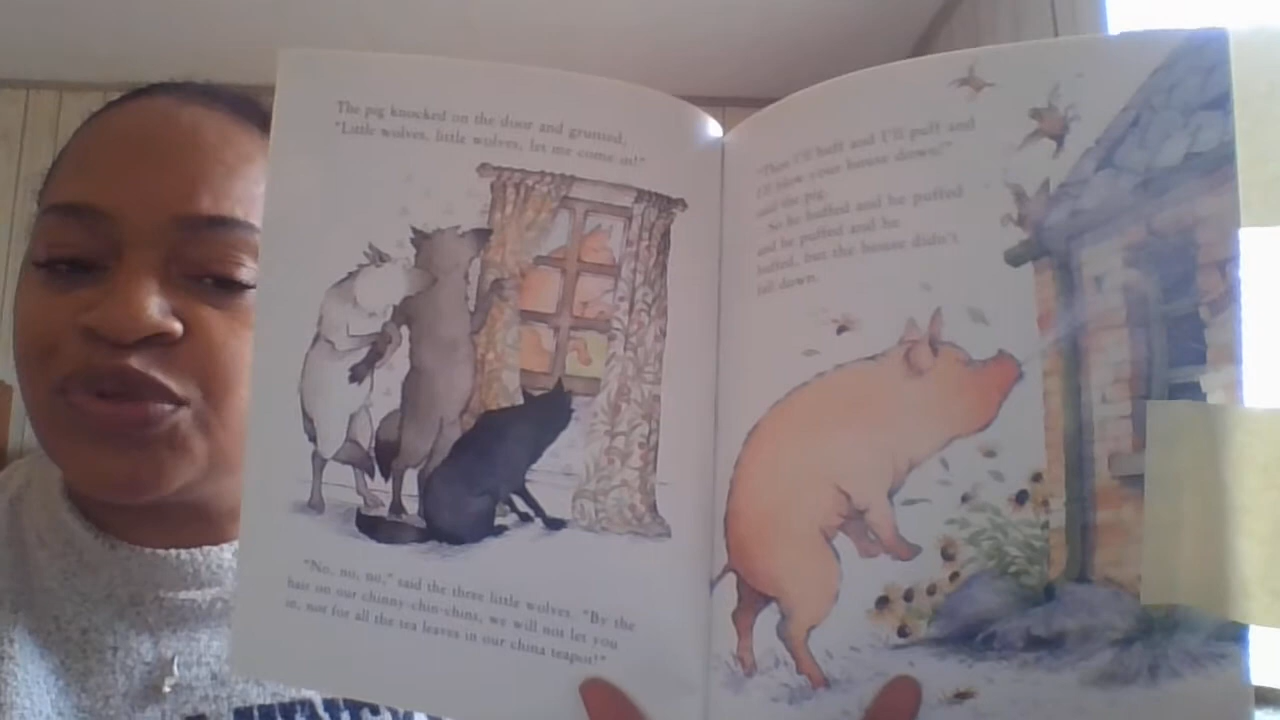 The pig knocked on the door and grunted,
"Little wolves, little wolves, let me come in!"
"No, no, no," said the three little wolves. "By the
hair on our chinny-chin-chins, we will not let you
in, not for all the tea leaves in our china teapot!"
"Then I'll huff and I'll puff and
I'll blow your house down!"
said the pig.
So he huffed and he puffed
and he puffed and he
huffed, but the house didn't
fall down.